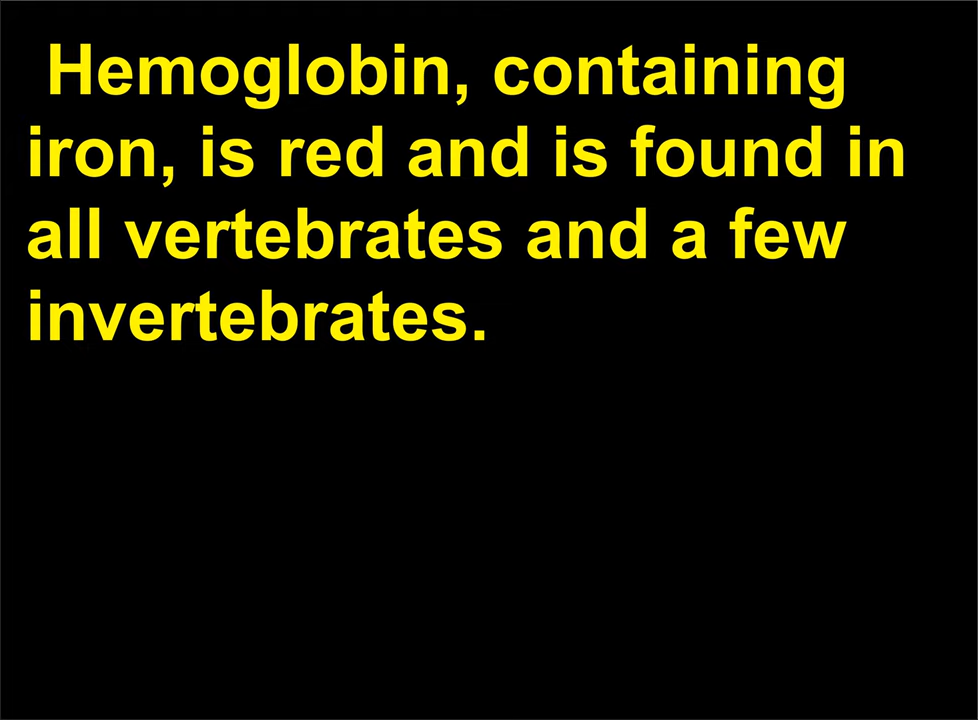 Hemoglobin, containing
iron, is red and is found in
all vertebrates and a few
invertebrates.